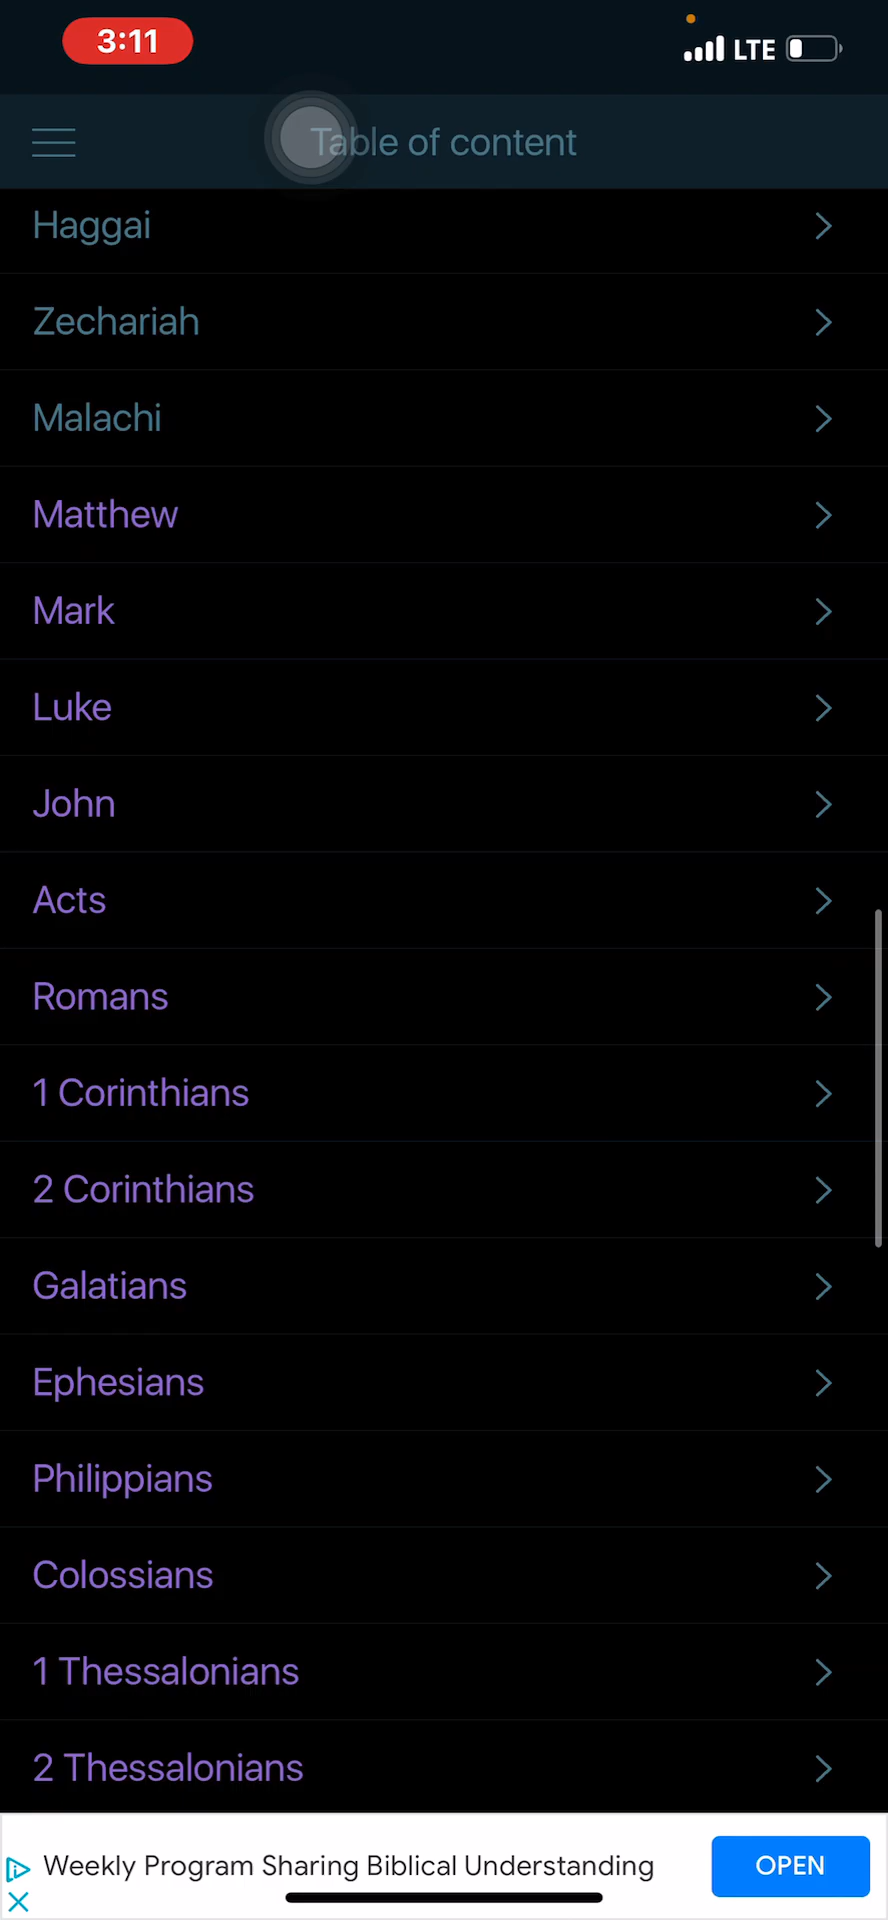 3:11
LTE
Table of content
Haggai
Zechariah
Malachi
Matthew
Mark
Luke
John
Acts
Romans
1 Corinthians
2 Corinthians
Galatians
Ephesians
Philippians
Colossians
1 Thessalonians
2 Thessalonians
Weekly Program Sharing Biblical Understanding
OPEN